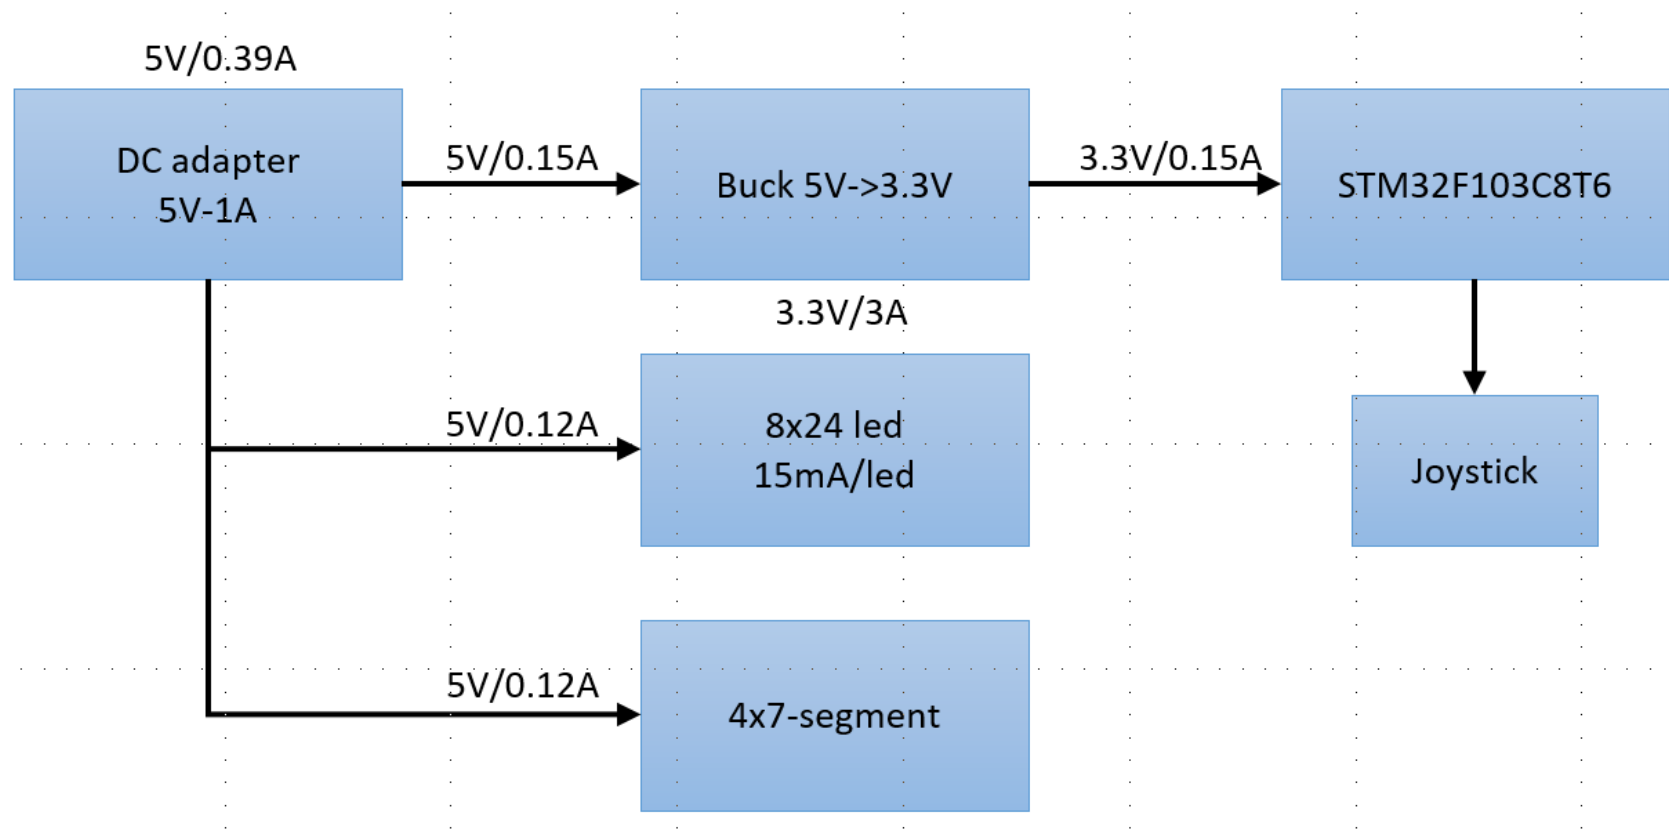 5V/0.39A
DC adapter
5V-1A
5V/0.15A
Buck 5V->3.3V
3.3V/0.15A
STM32F103C8T6
3.3V/3A
5V/0.12A
8x24 led
15mA/led
Joystick
5V/0.12A
4x7-segment